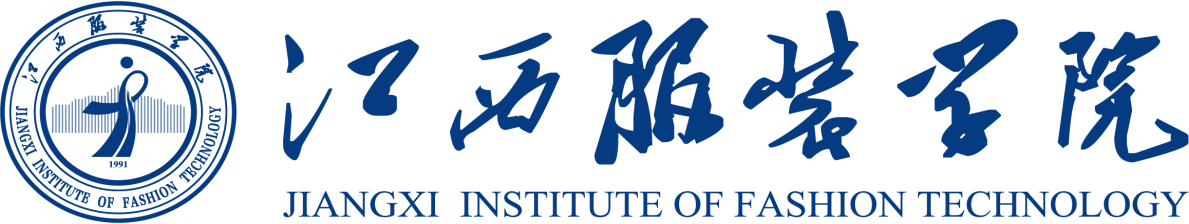 江西服装学院
JIANGXI INSTITUTE OF FASHION TECHNOLOGY
1991
江西服装学院
JIANGXI INSTITUTE OF FASHION TECHNOLOGY